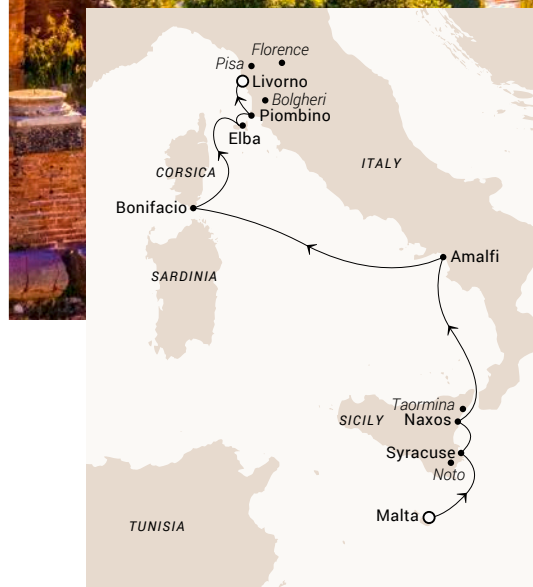 Florence
Pisa
Livorno
Bolgheri
Piombino
Elba
ITALY
CORSICA
Bonifacio
Amalfi
SARDINIA
Taormina
SICILY
Naxos
Syracuse
Noto
Malta
TUNISIA